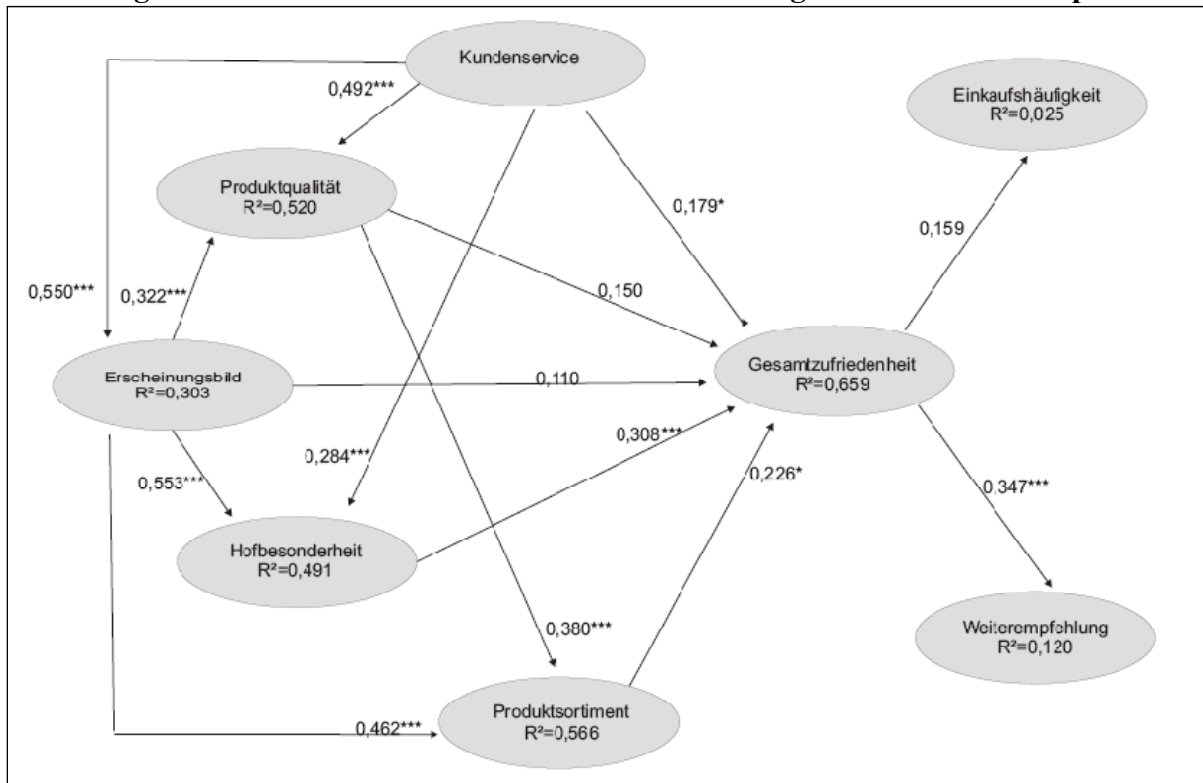 Kundenservice
Einkaufshäufigkeit
R²=0,025
0,492***
Produktqualität
R²=0,520
0,179*
0,159
0,550***
0,322***
0,150
Gesamtzufriedenheit
R²=0,659
Erscheinungsbild
R²=0,303
0,110
0,308***
0,284***
0,226*
0,553***
0,347***
Hofbesonderheit
R²=0,491
0,380***
Weiterempfehlung
R²=0,120
Produktsortiment
R²=0,566
0,462***